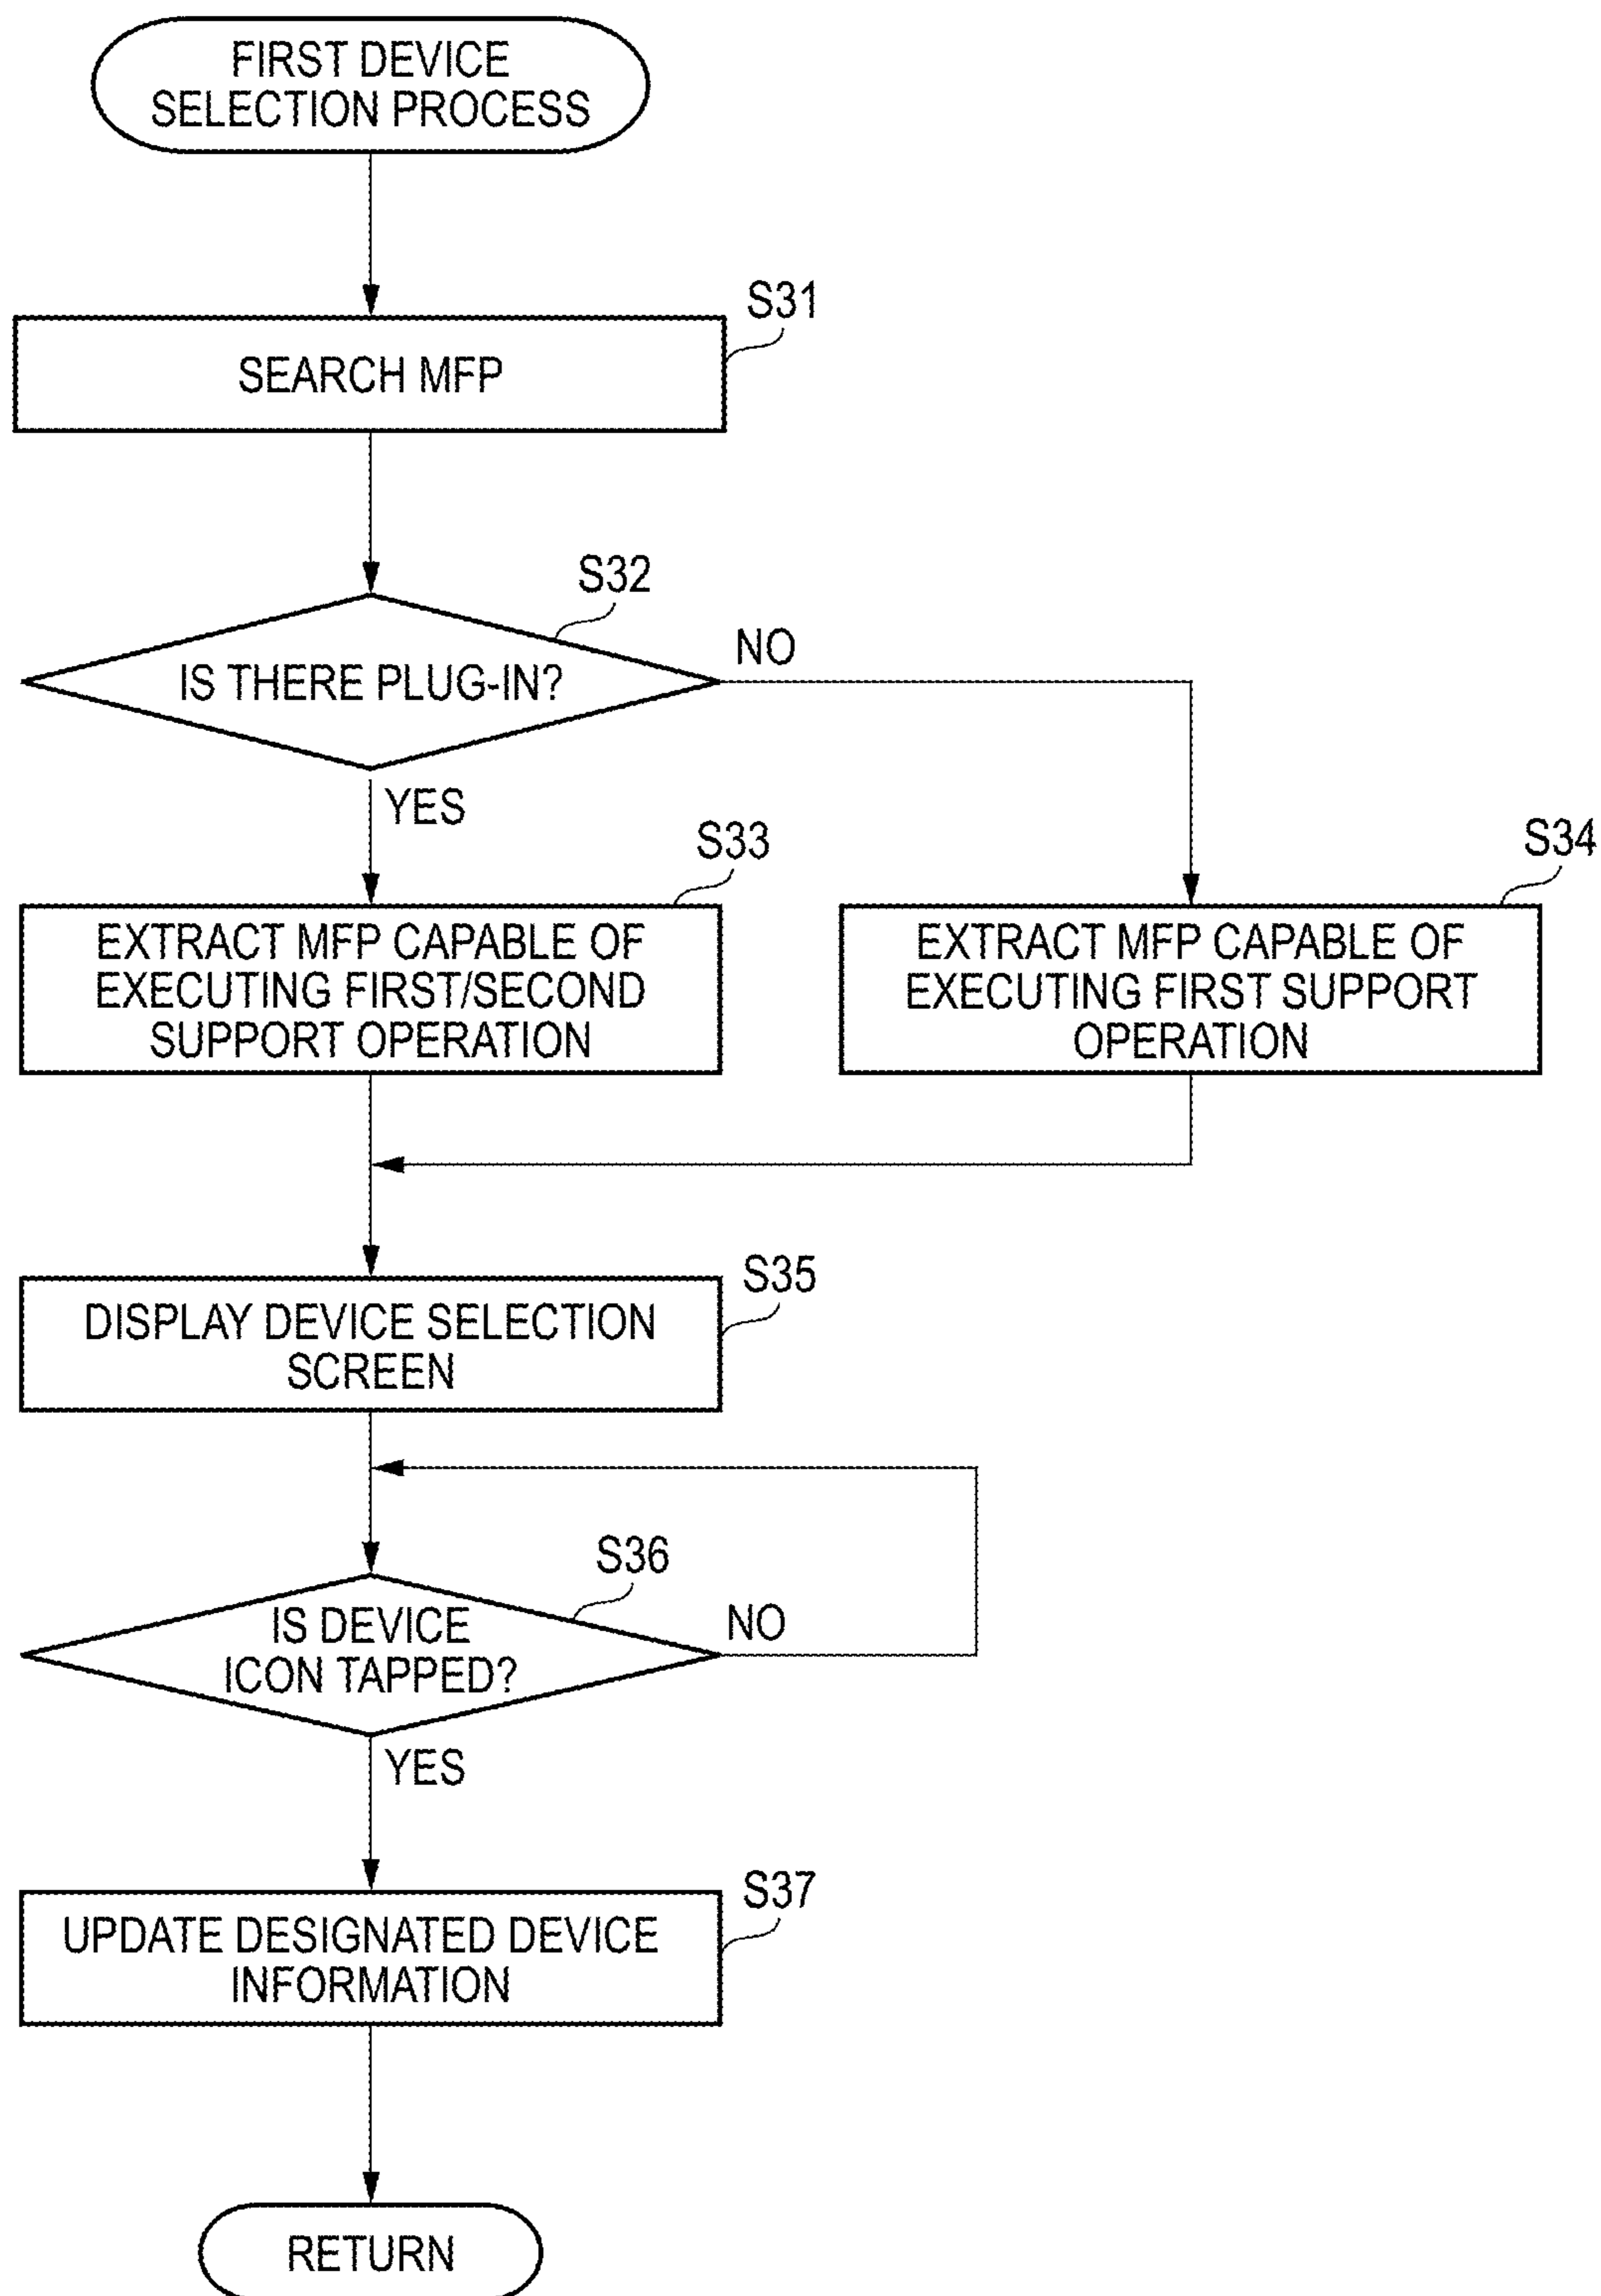 FIRST DEVICE
SELECTION PROCESS
S31
SEARCH MFP
S32
IS THERE PLUG-IN?
NO
YES
S33
EXTRACT MFP CAPABLE OF
EXECUTING FIRST/SECOND
SUPPORT OPERATION
S34
EXTRACT MFP CAPABLE OF
EXECUTING FIRST SUPPORT
OPERATION
S35
DISPLAY DEVICE SELECTION
SCREEN
S36
IS DEVICE
ICON TAPPED?
NO
YES
S37
UPDATE DESIGNATED DEVICE
INFORMATION
RETURN